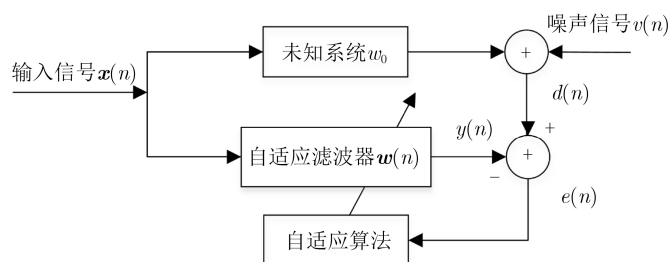 噪声信号v(n)
未知系统w₀
+
输入信号x(n)
d(n)
+
自适应滤波器w(n)
y(n)
+
−
e(n)
自适应算法